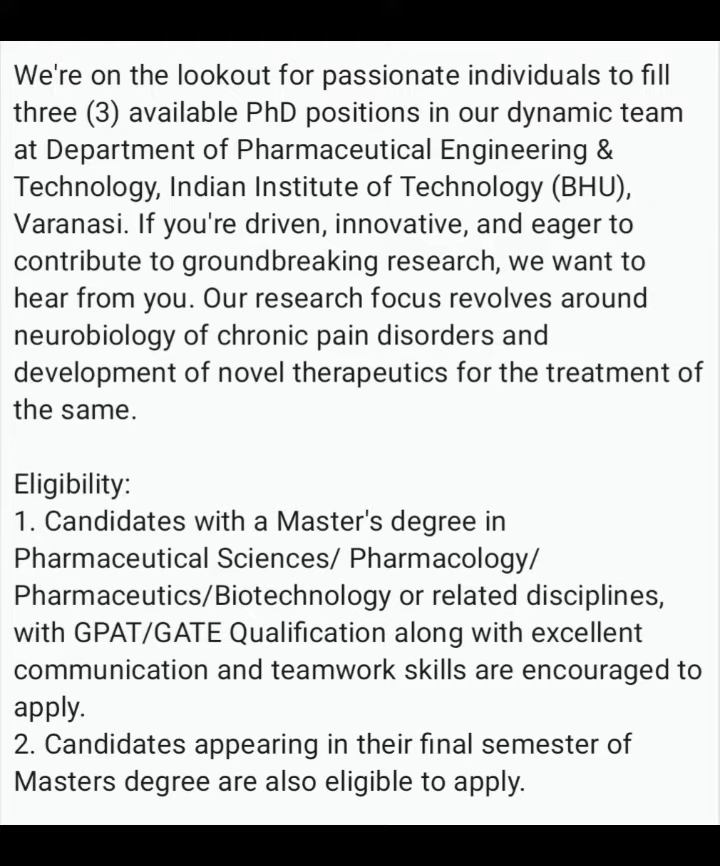 We're on the lookout for passionate individuals to fill
three (3) available PhD positions in our dynamic team
at Department of Pharmaceutical Engineering &
Technology, Indian Institute of Technology (BHU),
Varanasi. If you're driven, innovative, and eager to
contribute to groundbreaking research, we want to
hear from you. Our research focus revolves around
neurobiology of chronic pain disorders and
development of novel therapeutics for the treatment of
the same.
Eligibility:
1. Candidates with a Master's degree in
Pharmaceutical Sciences/ Pharmacology/
Pharmaceutics/Biotechnology or related disciplines,
with GPAT/GATE Qualification along with excellent
communication and teamwork skills are encouraged to
apply.
2. Candidates appearing in their final semester of
Masters degree are also eligible to apply.